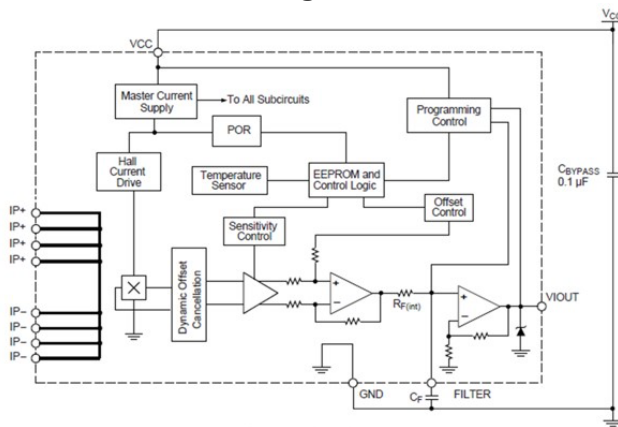 VCC
VCC
Master Current
Supply
To All Subcircuits
POR
Programming
Control
Hall
Current
Drive
Temperature
Sensor
EEPROM and
Control Logic
Offset
Control
Sensitivity
Control
CBYPASS
0.1 µF
IP+
IP+
IP+
IP+
IP−
IP−
IP−
IP−
Dynamic Offset
Cancellation
+
−
RF(int)
+
−
VIOUT
GND
CF
FILTER